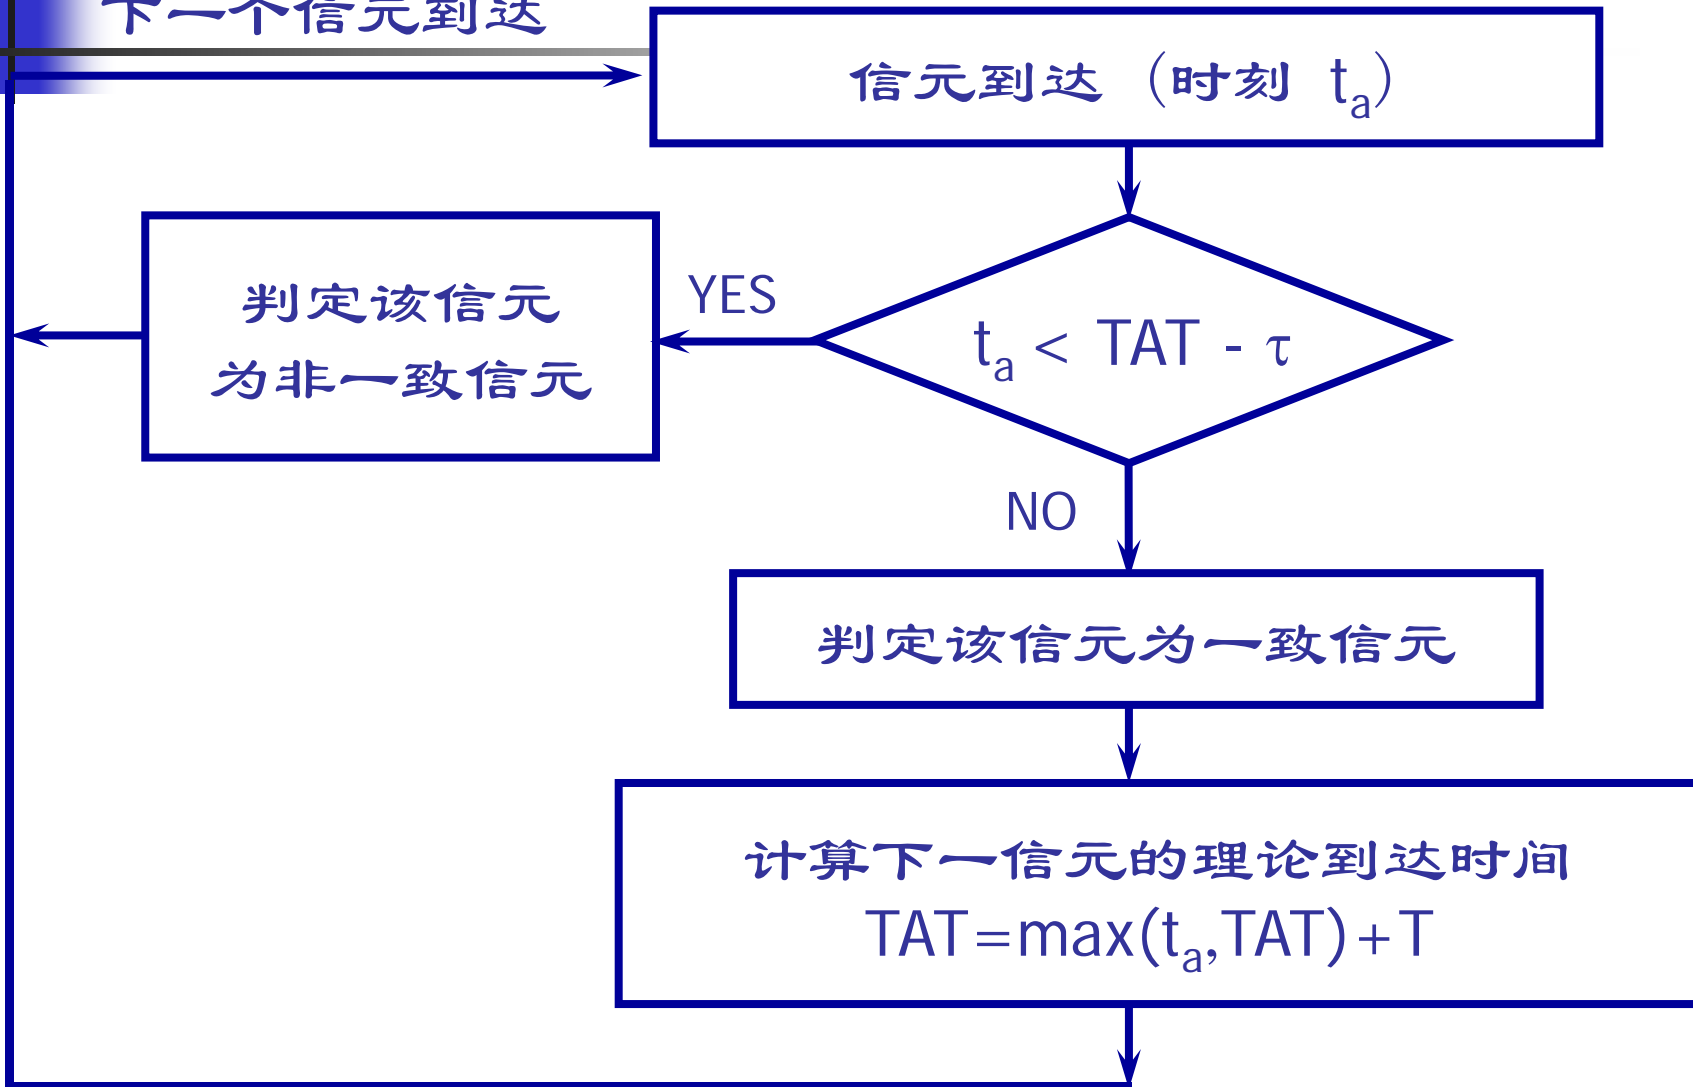 下一个信元到达
信元到达（时刻 tₐ）
判定该信元
为非一致信元
YES
tₐ < TAT - τ
NO
判定该信元为一致信元
计算下一信元的理论到达时间
TAT=max(tₐ,TAT)+T